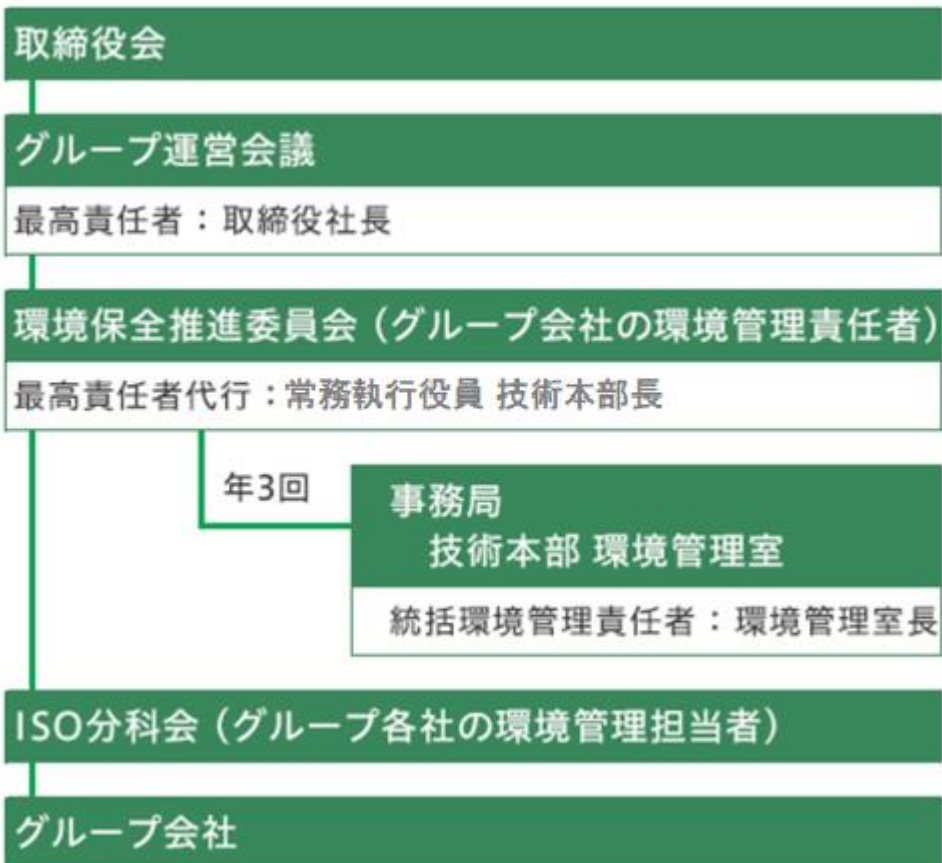 取締役会
グループ運営会議
最高責任者：取締役社長
環境保全推進委員会（グループ会社の環境管理責任者）
最高責任者代行：常務執行役員 技術本部長
年3回
事務局
技術本部 環境管理室
統括環境管理責任者：環境管理室長
ISO分科会（グループ各社の環境管理担当者）
グループ会社